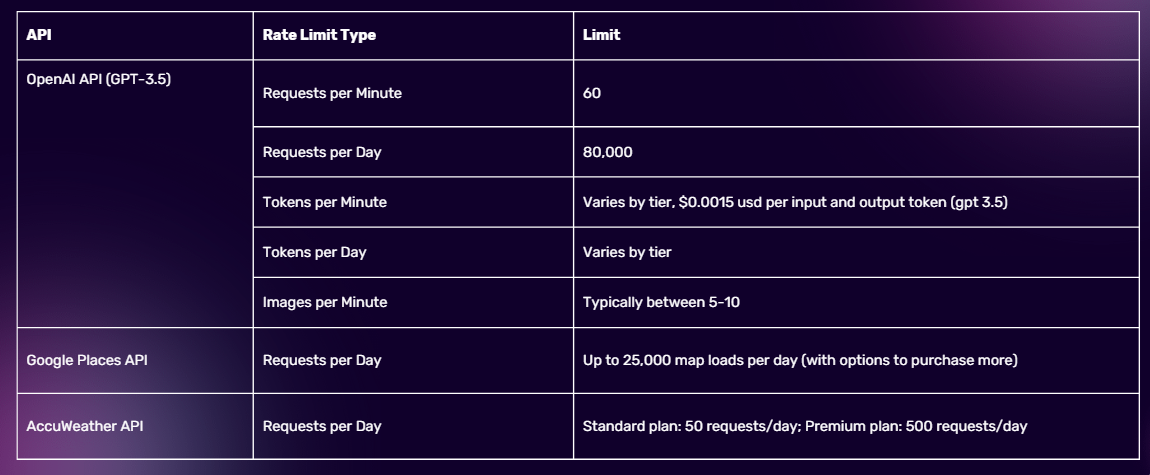 API Rate Limit Type Limit
OpenAI API (GPT-3.5)
Requests per Minute 60
Requests per Day 80,000
Tokens per Minute Varies by tier, $0.0015 usd per input and output token (gpt 3.5)
Tokens per Day Varies by tier
Images per Minute Typically between 5-10
Google Places API Requests per Day Up to 25,000 map loads per day (with options to purchase more)
AccuWeather API Requests per Day Standard plan: 50 requests/day; Premium plan: 500 requests/day